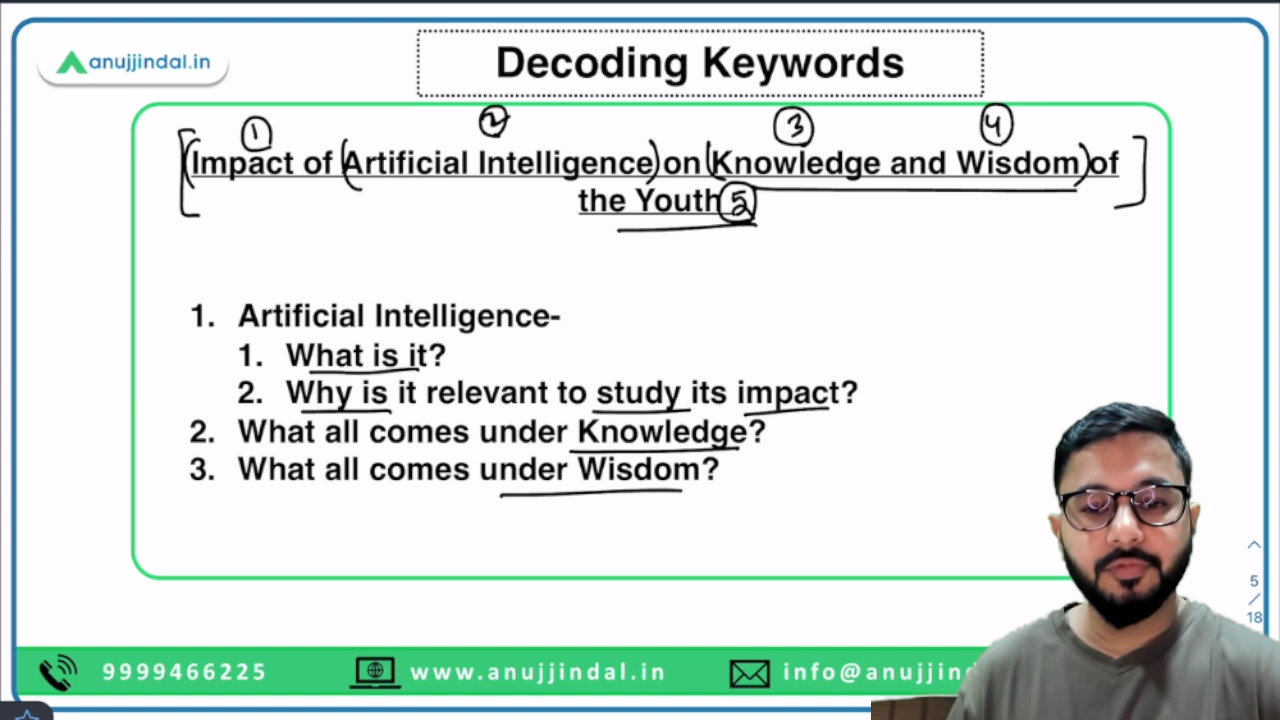 anujjindal.in
Decoding Keywords
1 2 3 4
Impact of (Artificial Intelligence) on (Knowledge and Wisdom) of
the Youth 5
1. Artificial Intelligence-
1. What is it?
2. Why is it relevant to study its impact?
2. What all comes under Knowledge?
3. What all comes under Wisdom?
5
/
18
9999466225 www.anujjindal.in info@anujjin